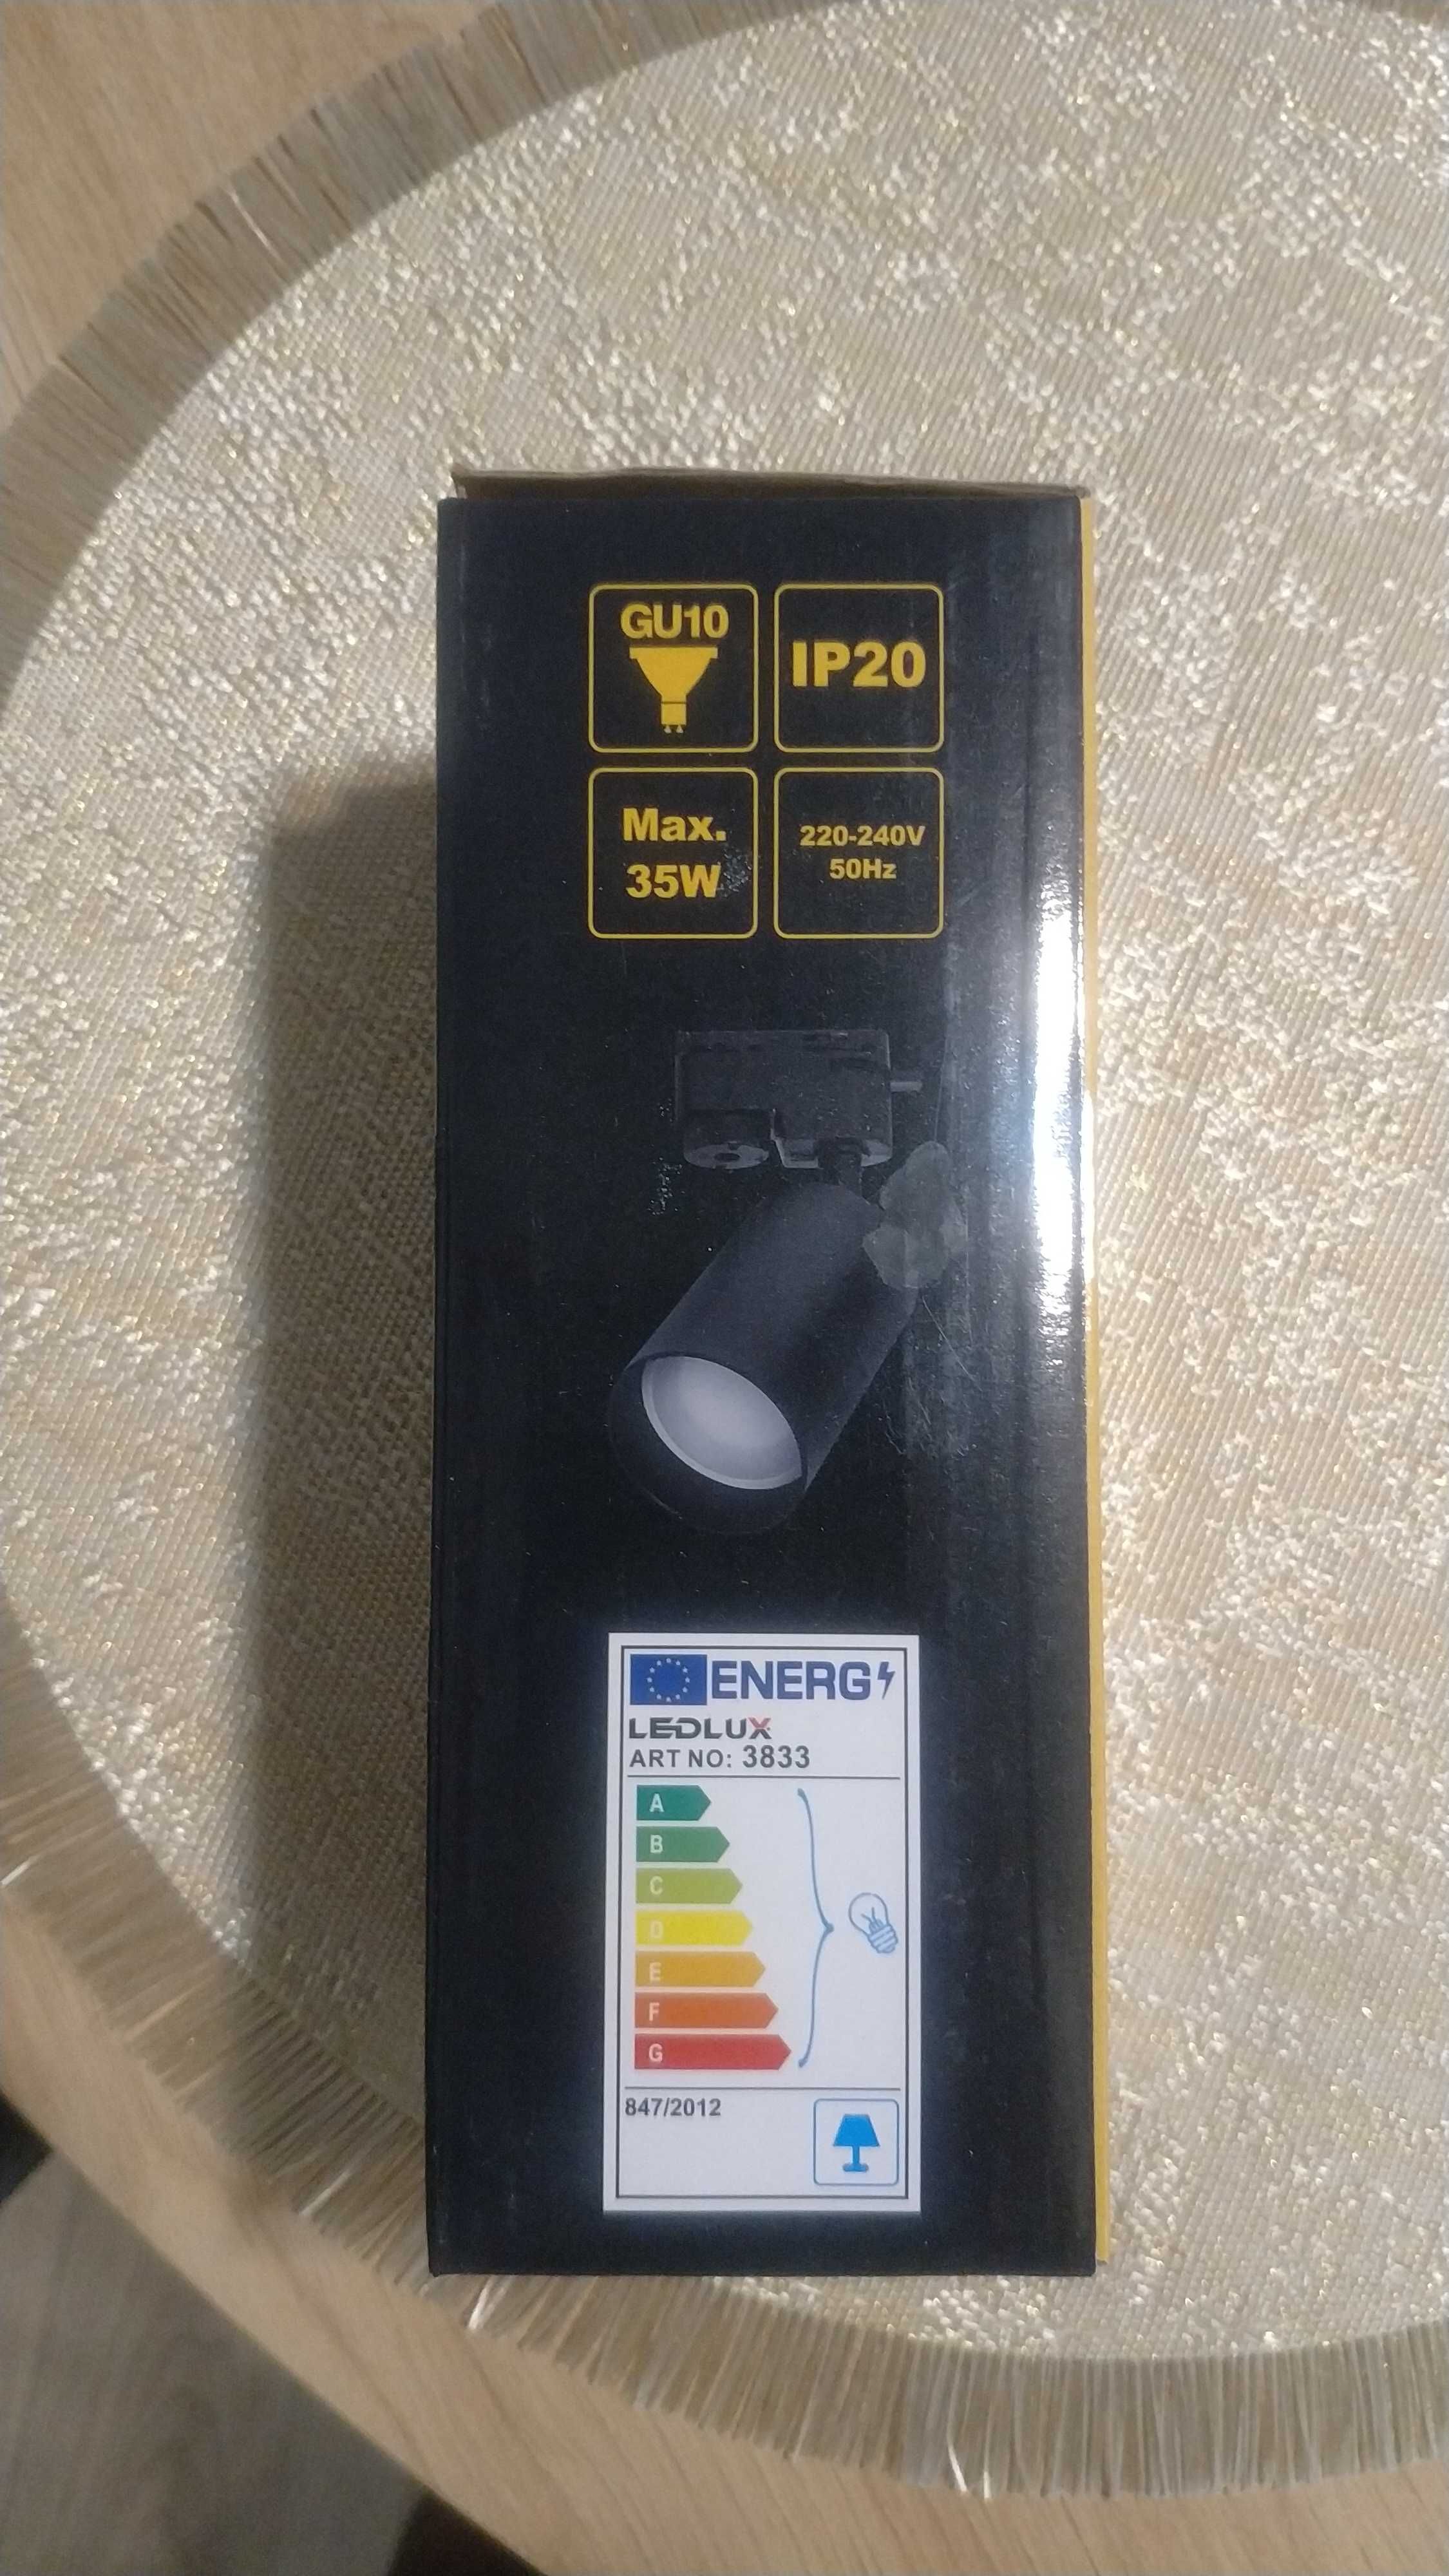 GU10
IP20
Max.
35W
220-240V
50Hz
ENERG
LEDLUX
ART NO: 3833
A
B
C
D
E
F
G
847/2012